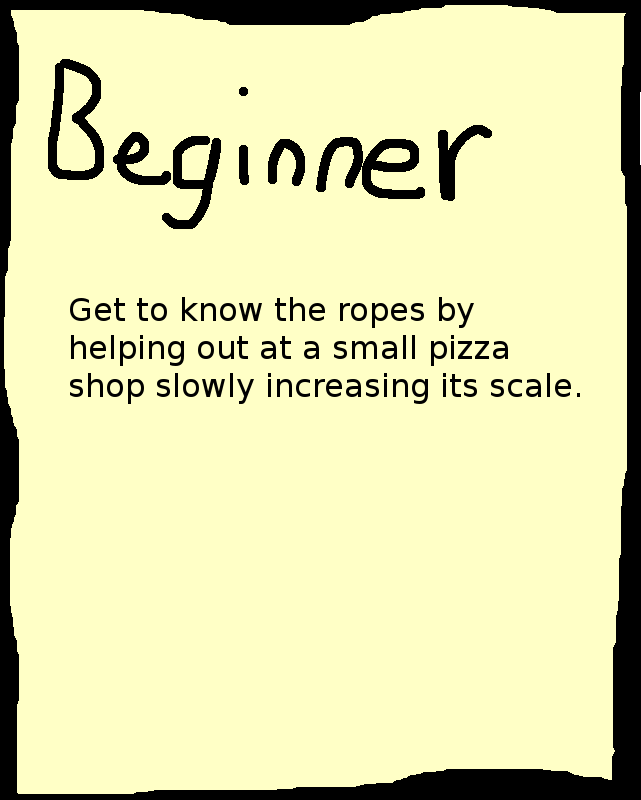 Beginner
Get to know the ropes by
helping out at a small pizza
shop slowly increasing its scale.